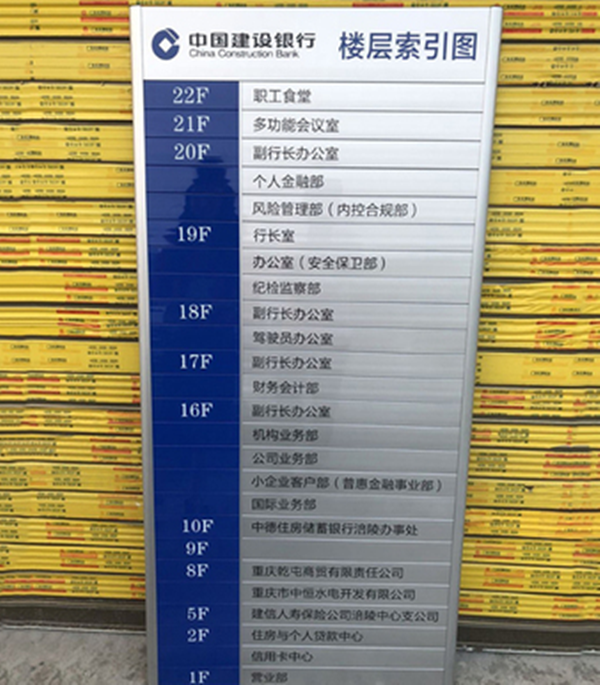 中国建设银行 楼层索引图
China Construction Bank
22F 职工食堂
21F 多功能会议室
20F 副行长办公室
个人金融部
风险管理部（内控合规部）
19F 行长室
办公室（安全保卫部）
纪检监察部
18F 副行长办公室
驾驶员办公室
17F 副行长办公室
财务会计部
16F 副行长办公室
机构业务部
公司业务部
小企业客户部（普惠金融事业部）
国际业务部
10F 中德住房储蓄银行涪陵办事处
9F
8F 重庆乾屯商贸有限责任公司
重庆市中恒水电开发有限公司
5F 建信人寿保险公司涪陵中心支公司
2F 住房与个人贷款中心
信用卡中心
1F 营业部